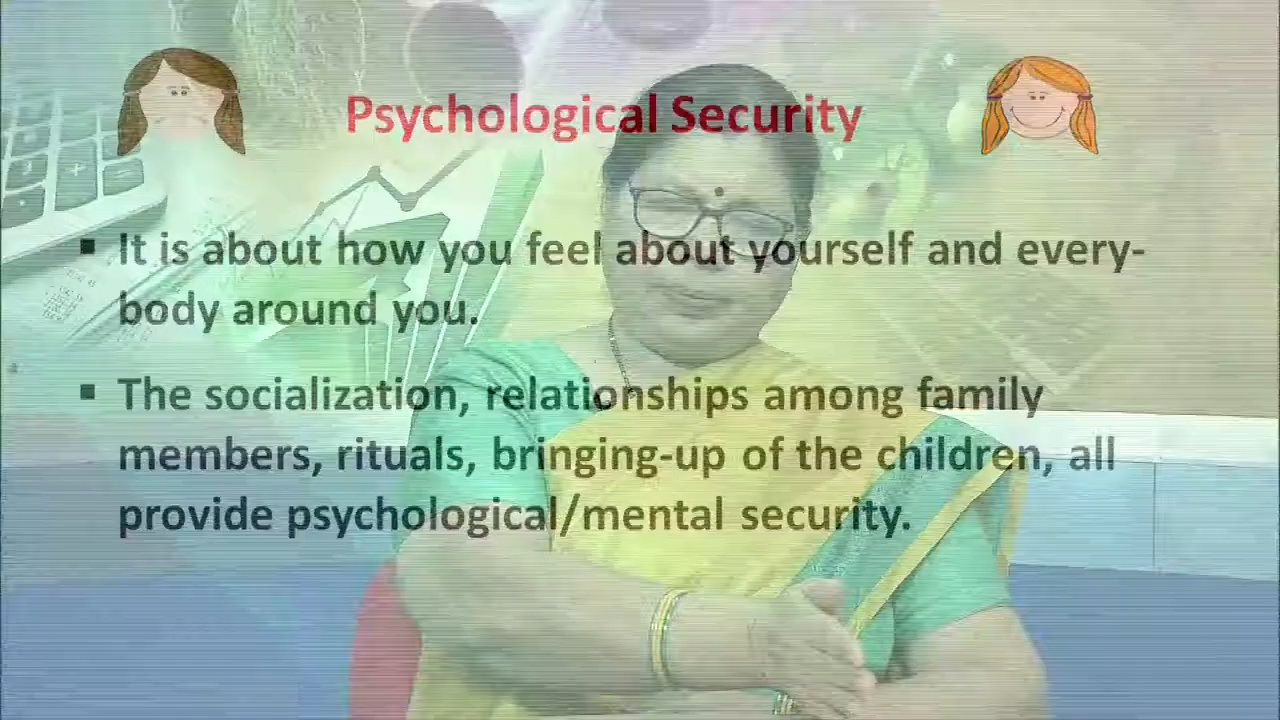 Psychological Security
▪ It is about how you feel about yourself and every-
body around you.
▪ The socialization, relationships among family
members, rituals, bringing-up of the children, all
provide psychological/mental security.